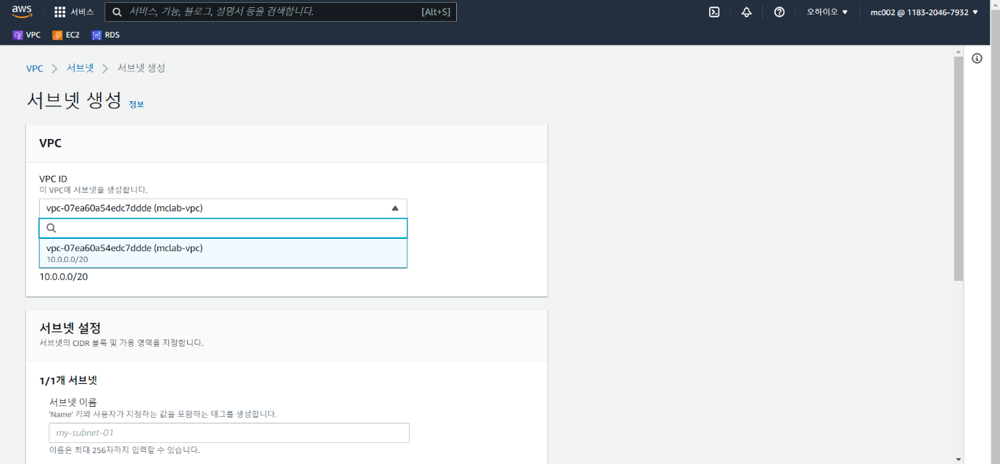 aws 서비스 서비스, 기능, 블로그, 설명서 등을 검색합니다. [Alt+S] 오하이오 ▼ mc002 @ 1183-2046-7932 ▼
VPC EC2 RDS
VPC > 서브넷 > 서브넷 생성
서브넷 생성 정보
VPC
VPC ID
이 VPC에 서브넷을 생성합니다.
vpc-07ea60a54edc7ddde (mclab-vpc)
vpc-07ea60a54edc7ddde (mclab-vpc)
10.0.0.0/20
10.0.0.0/20
서브넷 설정
서브넷의 CIDR 블록 및 가용 영역을 지정합니다.
1/1개 서브넷
서브넷 이름
'Name' 키와 사용자가 지정하는 값을 포함하는 태그를 생성합니다.
my-subnet-01
이름은 최대 256자까지 입력할 수 있습니다.